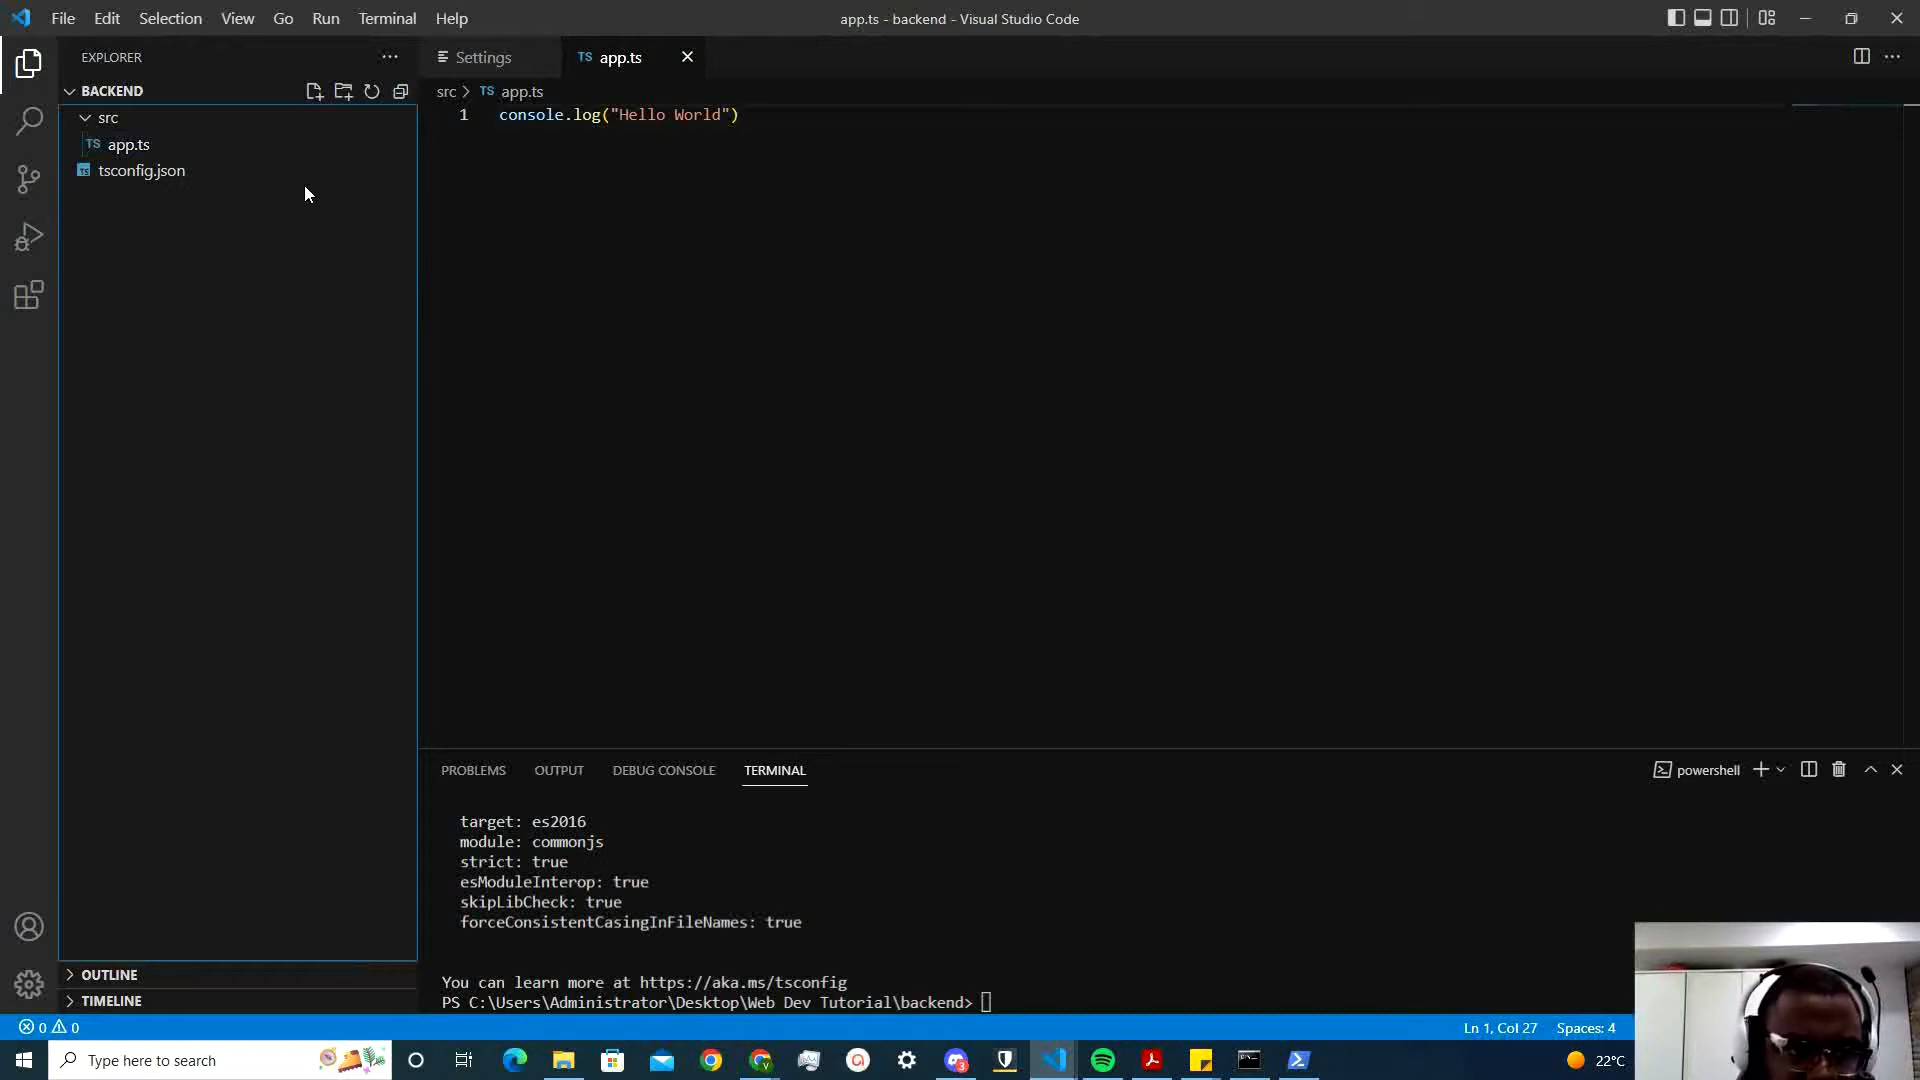 File Edit Selection View Go Run Terminal Help
app.ts - backend - Visual Studio Code
EXPLORER
BACKEND
src
TS app.ts
TS tsconfig.json
Settings
TS app.ts
src > TS app.ts
1 console.log("Hello World")
PROBLEMS OUTPUT DEBUG CONSOLE TERMINAL
powershell
target: es2016
module: commonjs
strict: true
esModuleInterop: true
skipLibCheck: true
forceConsistentCasingInFileNames: true
You can learn more at https://aka.ms/tsconfig
PS C:\Users\Administrator\Desktop\Web Dev Tutorial\backend>
OUTLINE
TIMELINE
0 0
Ln 1, Col 27 Spaces: 4
Type here to search
3
22°C